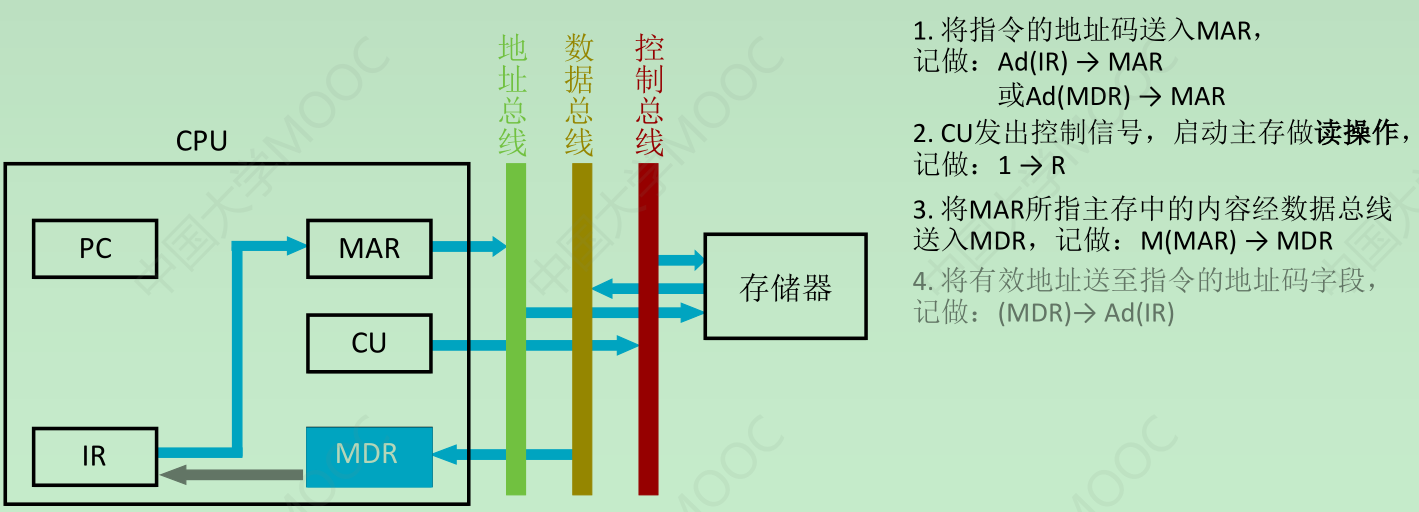 地址总线
数据总线
控制总线
CPU
PC
MAR
CU
IR
MDR
存储器
1. 将指令的地址码送入MAR，
记做：Ad(IR) → MAR
或Ad(MDR) → MAR
2. CU发出控制信号，启动主存做读操作，
记做：1 → R
3. 将MAR所指主存中的内容经数据总线
送入MDR，记做：M(MAR) → MDR
4. 将有效地址送至指令的地址码字段，
记做：(MDR)→ Ad(IR)
中国大学MOOC